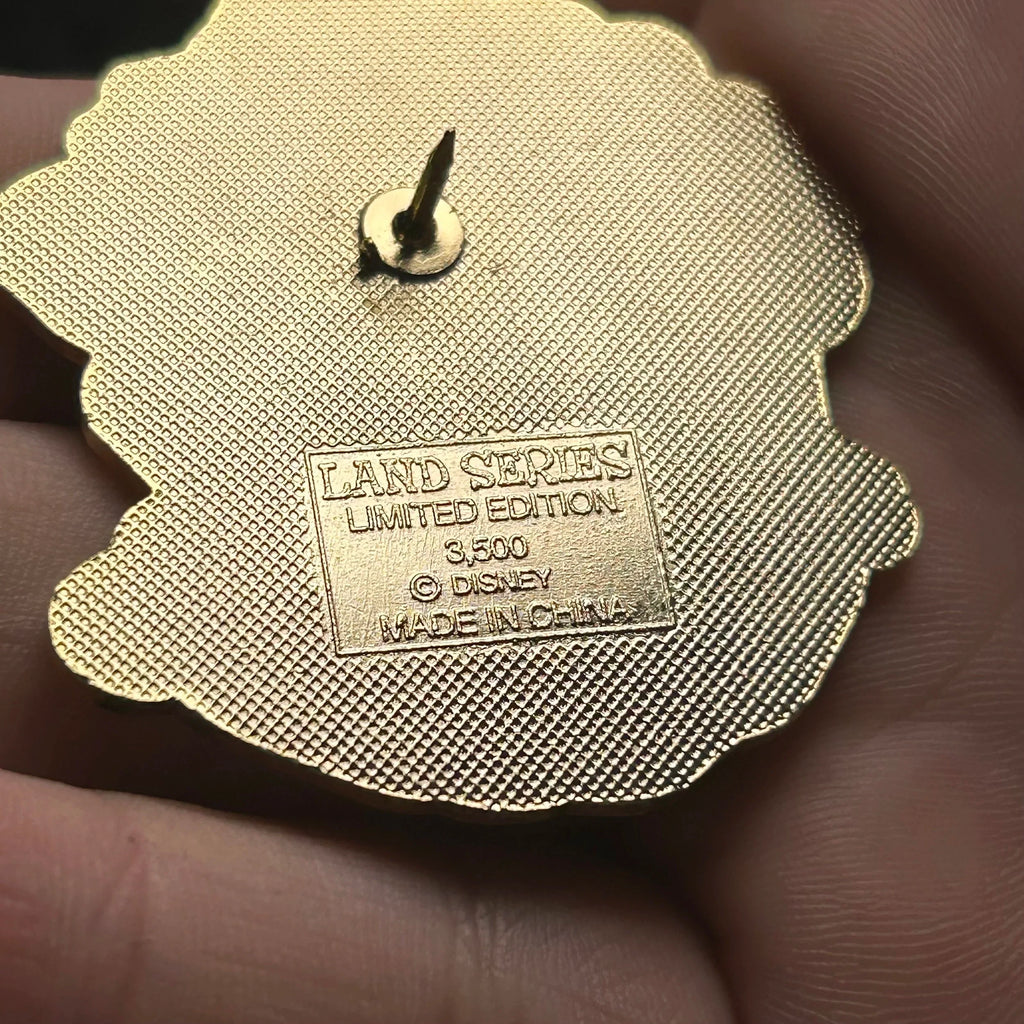 LAND SERIES
LIMITED EDITION
3,500
© DISNEY
MADE IN CHINA